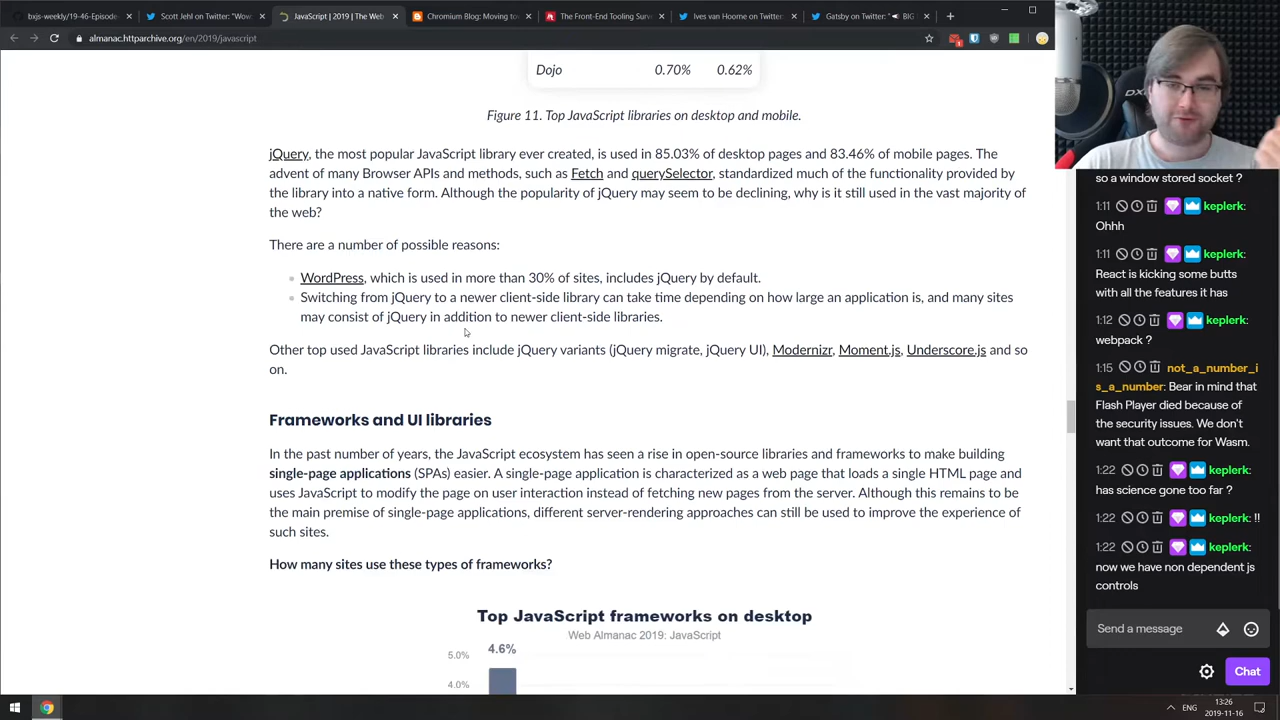 bxjs-weekly/19-46-Episode-
Scott Jehl on Twitter: "Wow
JavaScript | 2019 | The Web
Chromium Blog: Moving to
The Front-End Tooling Surv
Ives van Hoorne on Twitter:
Gatsby on Twitter: "📢 BIG
almanac.httparchive.org/en/2019/javascript
Dojo 0.70% 0.62%
Figure 11. Top JavaScript libraries on desktop and mobile.
jQuery, the most popular JavaScript library ever created, is used in 85.03% of desktop pages and 83.46% of mobile pages. The
advent of many Browser APIs and methods, such as Fetch and querySelector, standardized much of the functionality provided by
the library into a native form. Although the popularity of jQuery may seem to be declining, why is it still used in the vast majority of
the web?
There are a number of possible reasons:
WordPress, which is used in more than 30% of sites, includes jQuery by default.
Switching from jQuery to a newer client-side library can take time depending on how large an application is, and many sites
may consist of jQuery in addition to newer client-side libraries.
Other top used JavaScript libraries include jQuery variants (jQuery migrate, jQuery UI), Modernizr, Moment.js, Underscore.js and so
on.
Frameworks and UI libraries
In the past number of years, the JavaScript ecosystem has seen a rise in open-source libraries and frameworks to make building
single-page applications (SPAs) easier. A single-page application is characterized as a web page that loads a single HTML page and
uses JavaScript to modify the page on user interaction instead of fetching new pages from the server. Although this remains to be
the main premise of single-page applications, different server-rendering approaches can still be used to improve the experience of
such sites.
How many sites use these types of frameworks?
Top JavaScript frameworks on desktop
Web Almanac 2019: JavaScript
4.6%
5.0%
4.0%
so a window stored socket ?
1:11 keplerk:
Ohhh
1:11 keplerk:
React is kicking some butts
with all the features it has
1:12 keplerk:
webpack ?
1:15 not_a_number_i
s_a_number: Bear in mind that
Flash Player died because of
the security issues. We don't
want that outcome for Wasm.
1:22 keplerk:
has science gone too far ?
1:22 keplerk: !!
1:22 keplerk:
now we have non dependent js
controls
Send a message
Chat
ENG
13:26
2019-11-16